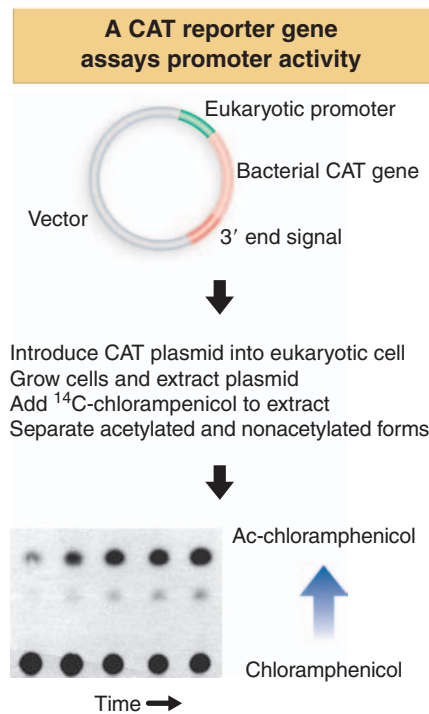 A CAT reporter gene
assays promoter activity
Eukaryotic promoter
Bacterial CAT gene
Vector
3′ end signal
Introduce CAT plasmid into eukaryotic cell
Grow cells and extract plasmid
Add ¹⁴C-chlorampenicol to extract
Separate acetylated and nonacetylated forms
Ac-chloramphenicol
Chloramphenicol
Time